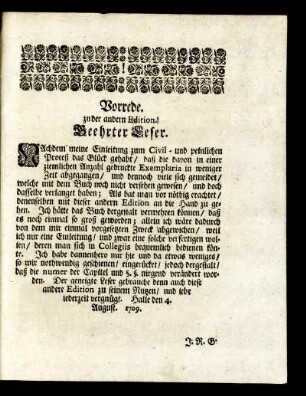 Vorrede.
zu der andern Edition.
Geehrter Leser.
NAchdem meine Einleitung zum Civil- und peinlichen
Proceß das Glück gehabt/ daß die davon in einer
ziemlichen Anzahl gedruckte Exemplaria in weniger
Zeit abgegangen/ und dennoch viele sich gemeldet/
welche mit dem Buch noch nicht versehen gewesen/ und doch
dasselbe verlanget haben; Als hat man vor nöthig erachtet/
denenselben mit dieser andern Edition an die Hand zu ge-
hen. Ich hätte das Buch dergestalt vermehren können/ daß
es noch einmal so groß geworden; allein ich wäre dadurch
von dem mir einmal vorgesetzten Zweck abgewichen/ weil
ich nur eine Einleitung/ und zwar eine solche verfertigen wol-
len/ deren man sich in Collegiis bequemlich bedienen kön-
te. Ich habe dannenhero nur hie und da etwas weniges/
so mir nothwendig geschienen/ eingerücket/ jedoch dergestalt/
daß die numer der Capitel und §. §. nirgend verändert wor-
den. Der geneigte Leser gebrauche denn auch diese
andere Edition zu seinem Nutzen/ und lebe
jederzeit vergnügt. Halle den 4.
August. 1709.
J. R. G